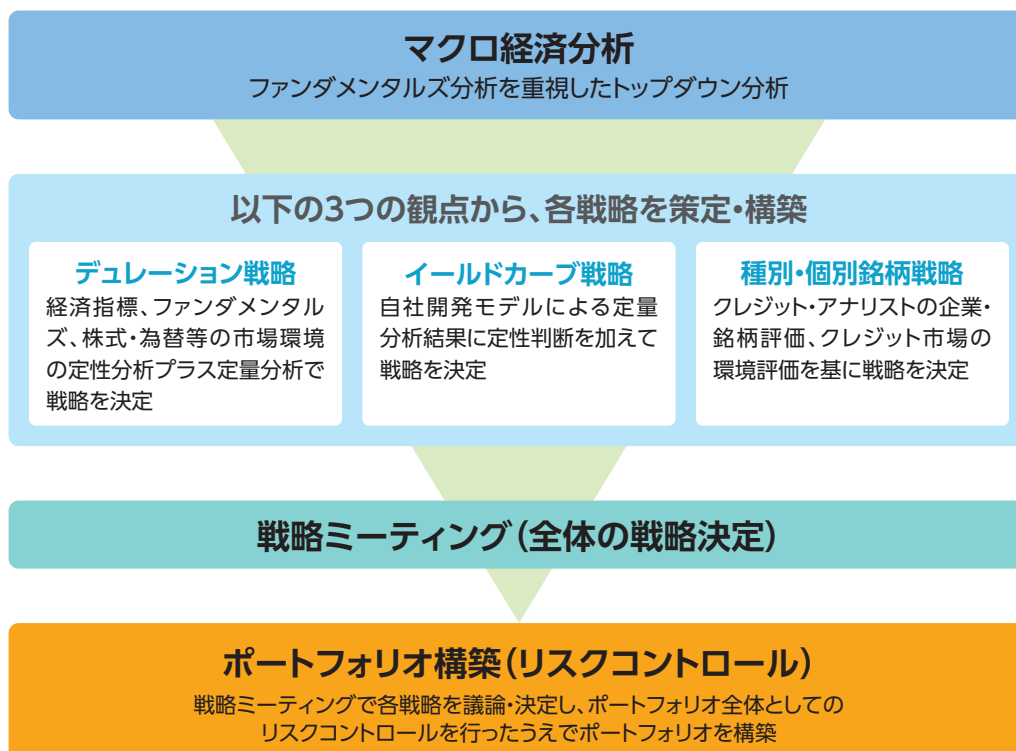 マクロ経済分析
ファンダメンタルズ分析を重視したトップダウン分析
以下の3つの観点から、各戦略を策定・構築
デュレーション戦略
経済指標、ファンダメンタル
ズ、株式・為替等の市場環境
の定性分析プラス定量分析で
戦略を決定
イールドカーブ戦略
自社開発モデルによる定量
分析結果に定性判断を加えて
戦略を決定
種別・個別銘柄戦略
クレジット・アナリストの企業・
銘柄評価、クレジット市場の
環境評価を基に戦略を決定
戦略ミーティング(全体の戦略決定)
ポートフォリオ構築(リスクコントロール)
戦略ミーティングで各戦略を議論・決定し、ポートフォリオ全体としての
リスクコントロールを行ったうえでポートフォリオを構築